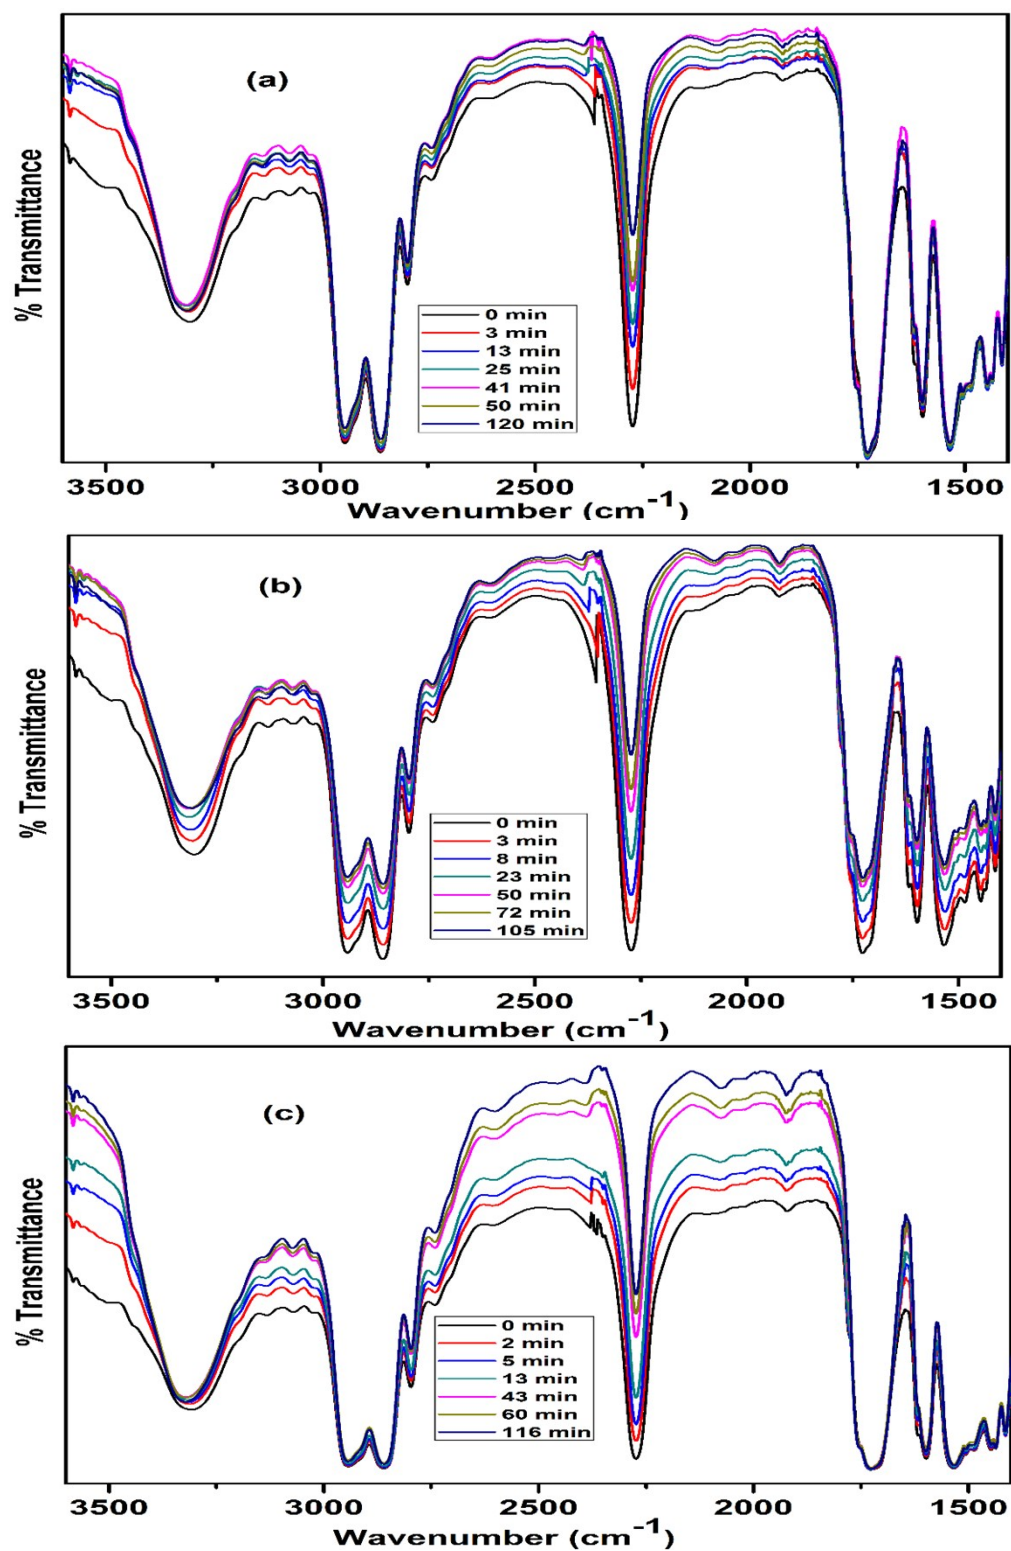 (a)
% Transmittance
0 min
3 min
13 min
25 min
41 min
50 min
120 min
3500 3000 2500 2000 1500
Wavenumber (cm-1)
(b)
% Transmittance
0 min
3 min
8 min
23 min
50 min
72 min
105 min
3500 3000 2500 2000 1500
Wavenumber (cm-1)
(c)
% Transmittance
0 min
2 min
5 min
13 min
43 min
60 min
116 min
3500 3000 2500 2000 1500
Wavenumber (cm-1)